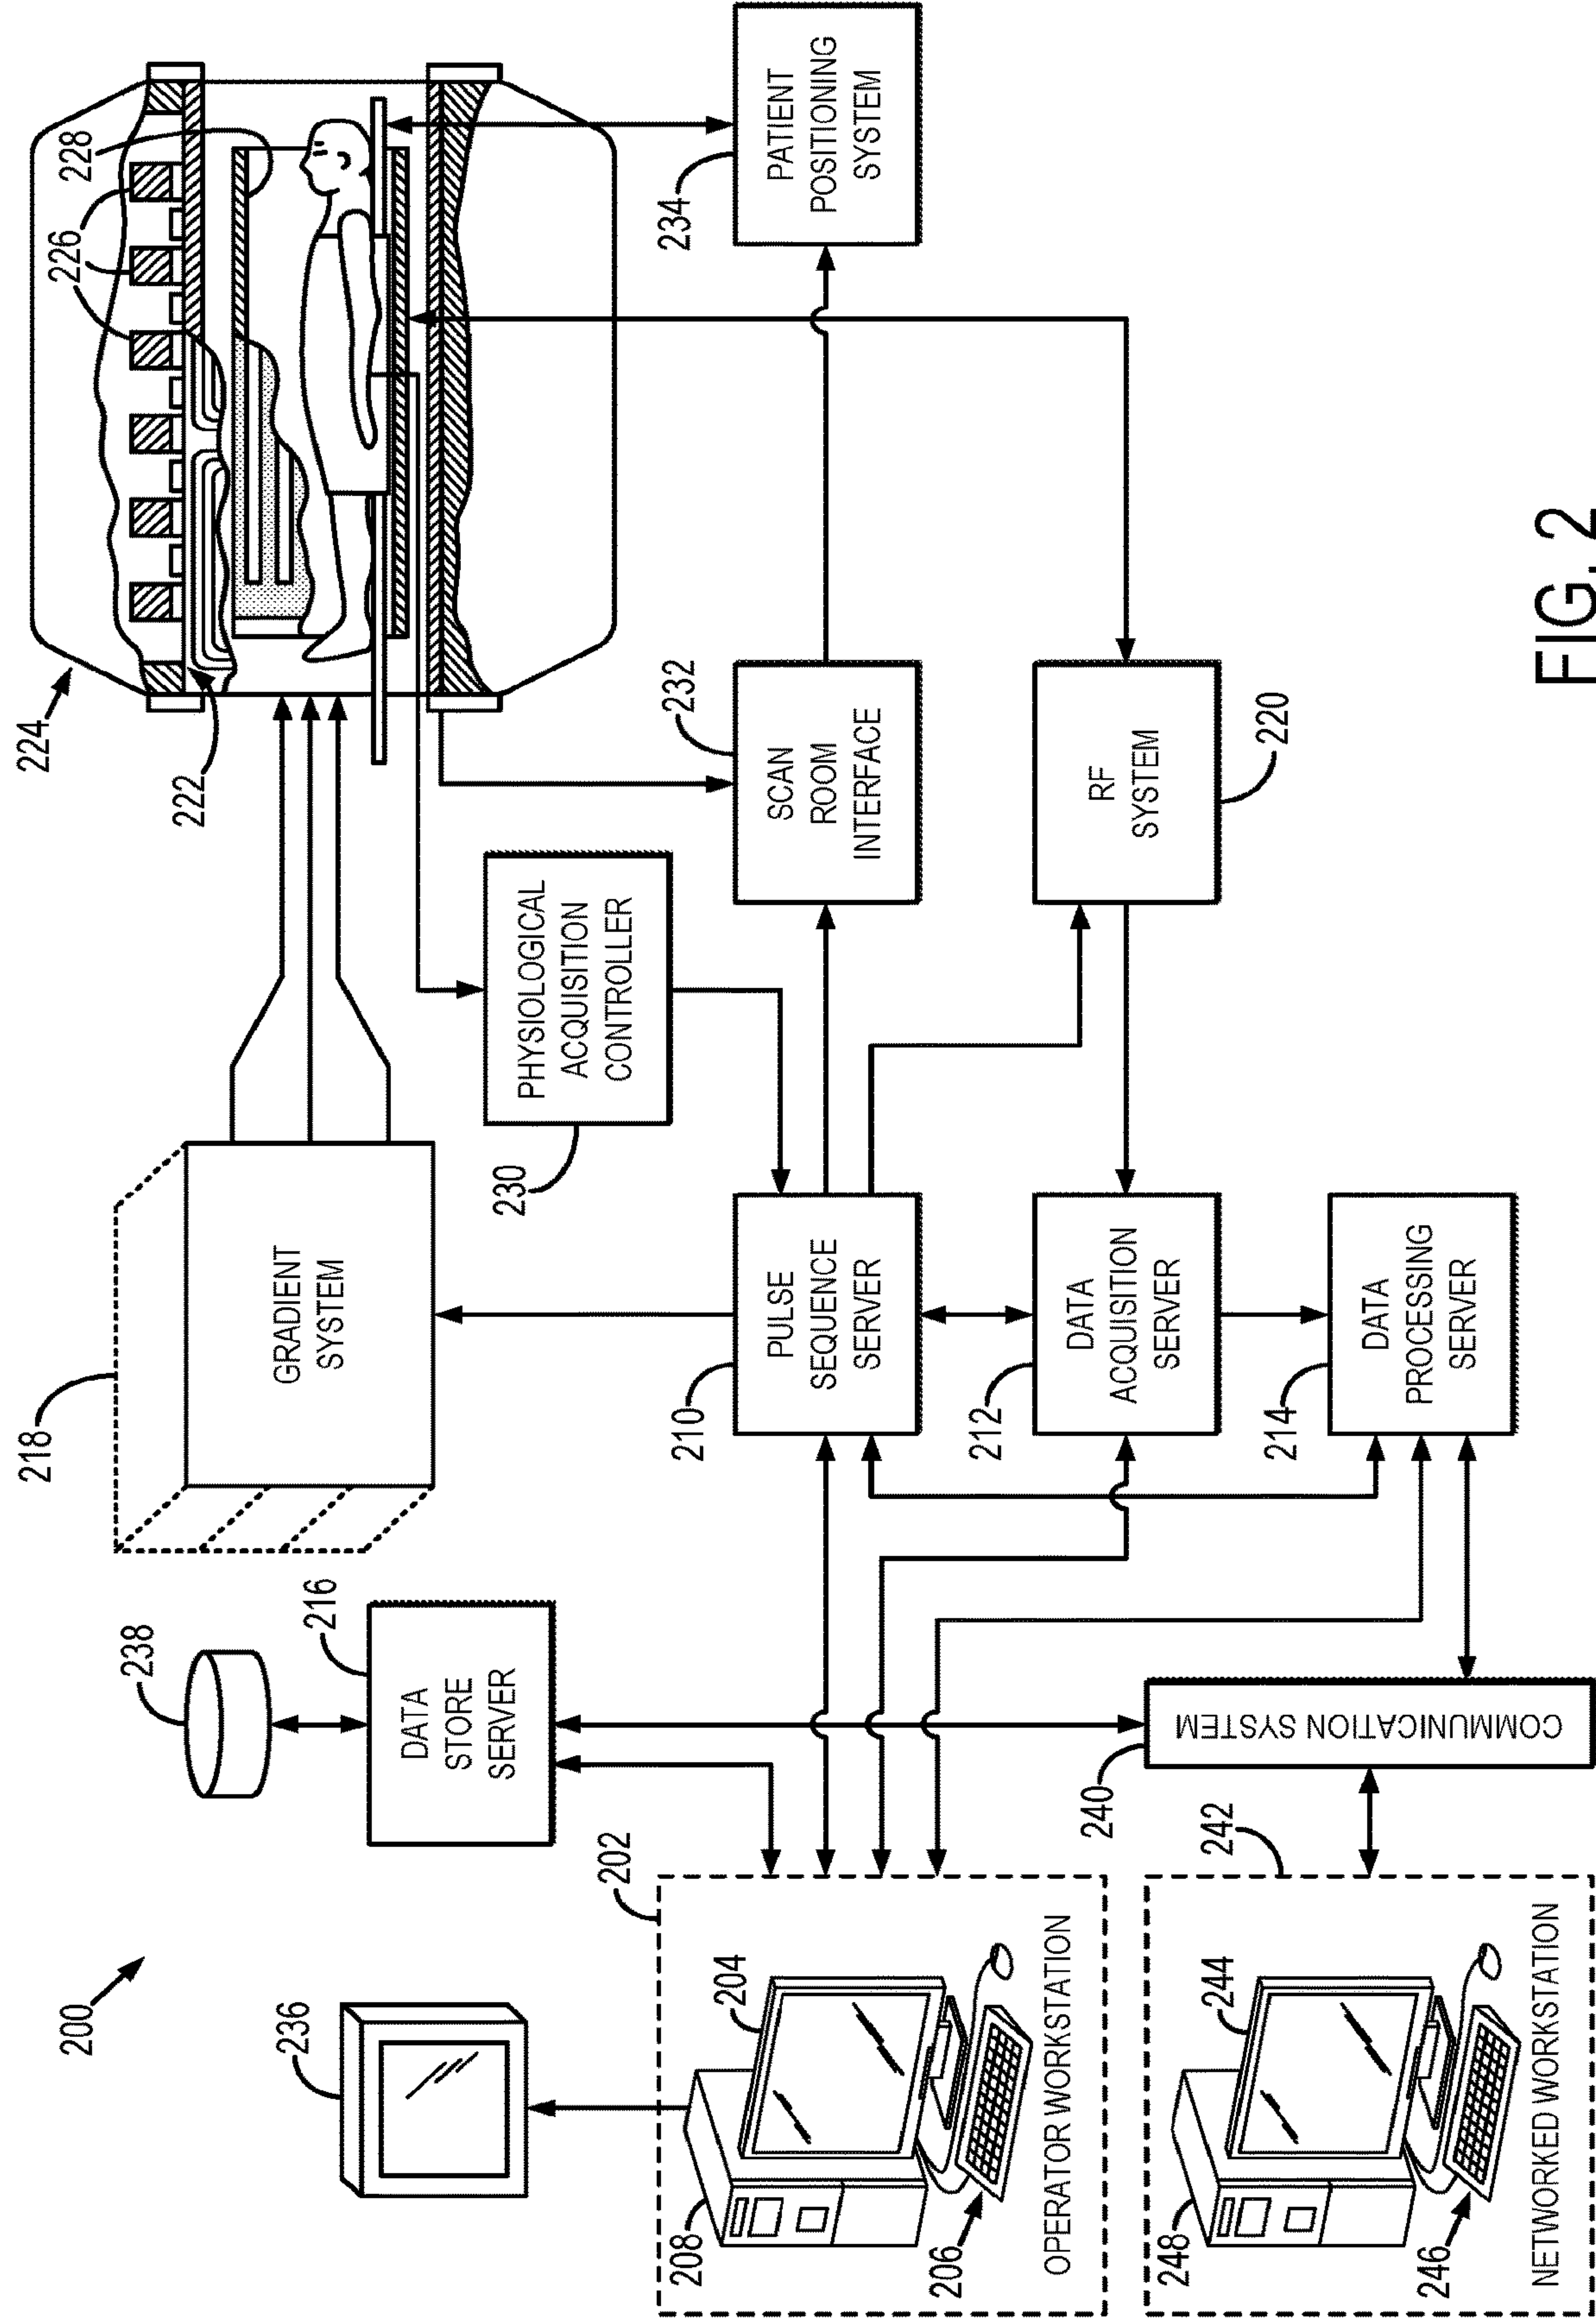 200
236
238
216
DATA
STORE
SERVER
218
GRADIENT
SYSTEM
224
222
226
228
202
204
208
206
OPERATOR WORKSTATION
210
PULSE
SEQUENCE
SERVER
230
PHYSIOLOGICAL
ACQUISITION
CONTROLLER
232
SCAN
ROOM
INTERFACE
234
PATIENT
POSITIONING
SYSTEM
212
DATA
ACQUISITION
SERVER
RF
SYSTEM
220
214
DATA
PROCESSING
SERVER
240
COMMUNICATION SYSTEM
242
244
248
246
NETWORKED WORKSTATION
FIG. 2